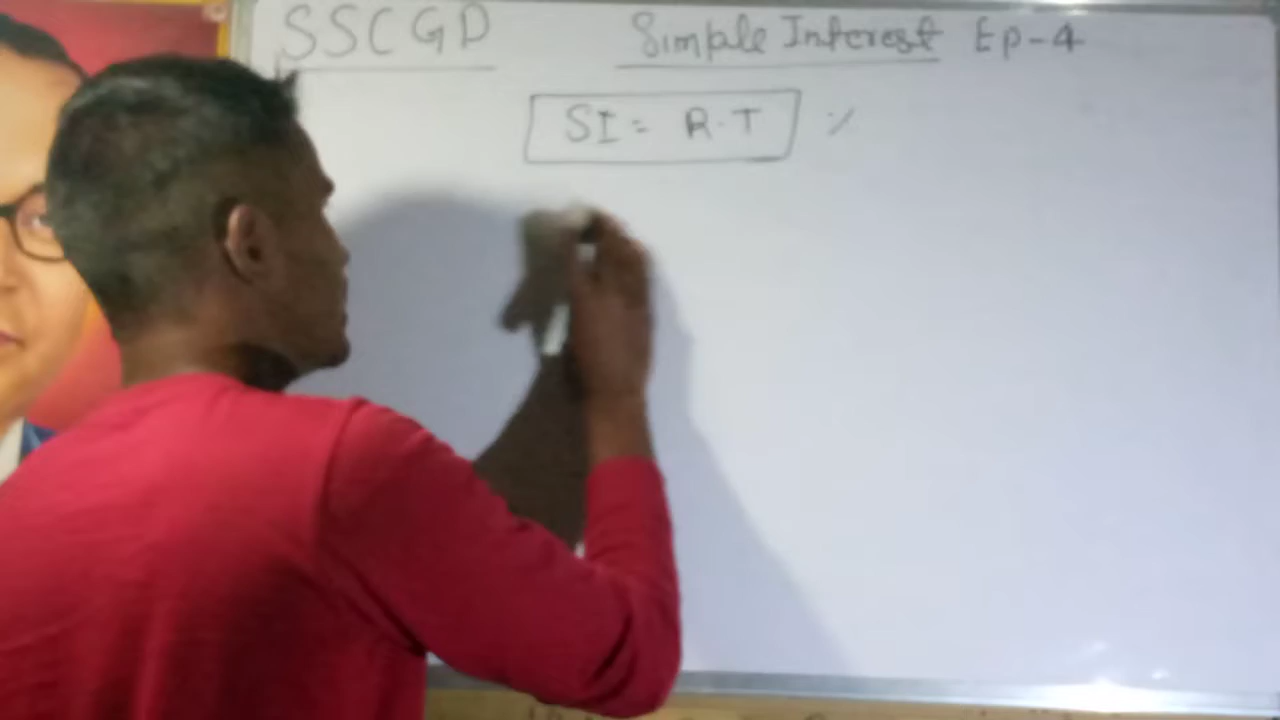 SSCGD Simple Interest Ep-4
SI = R.T %